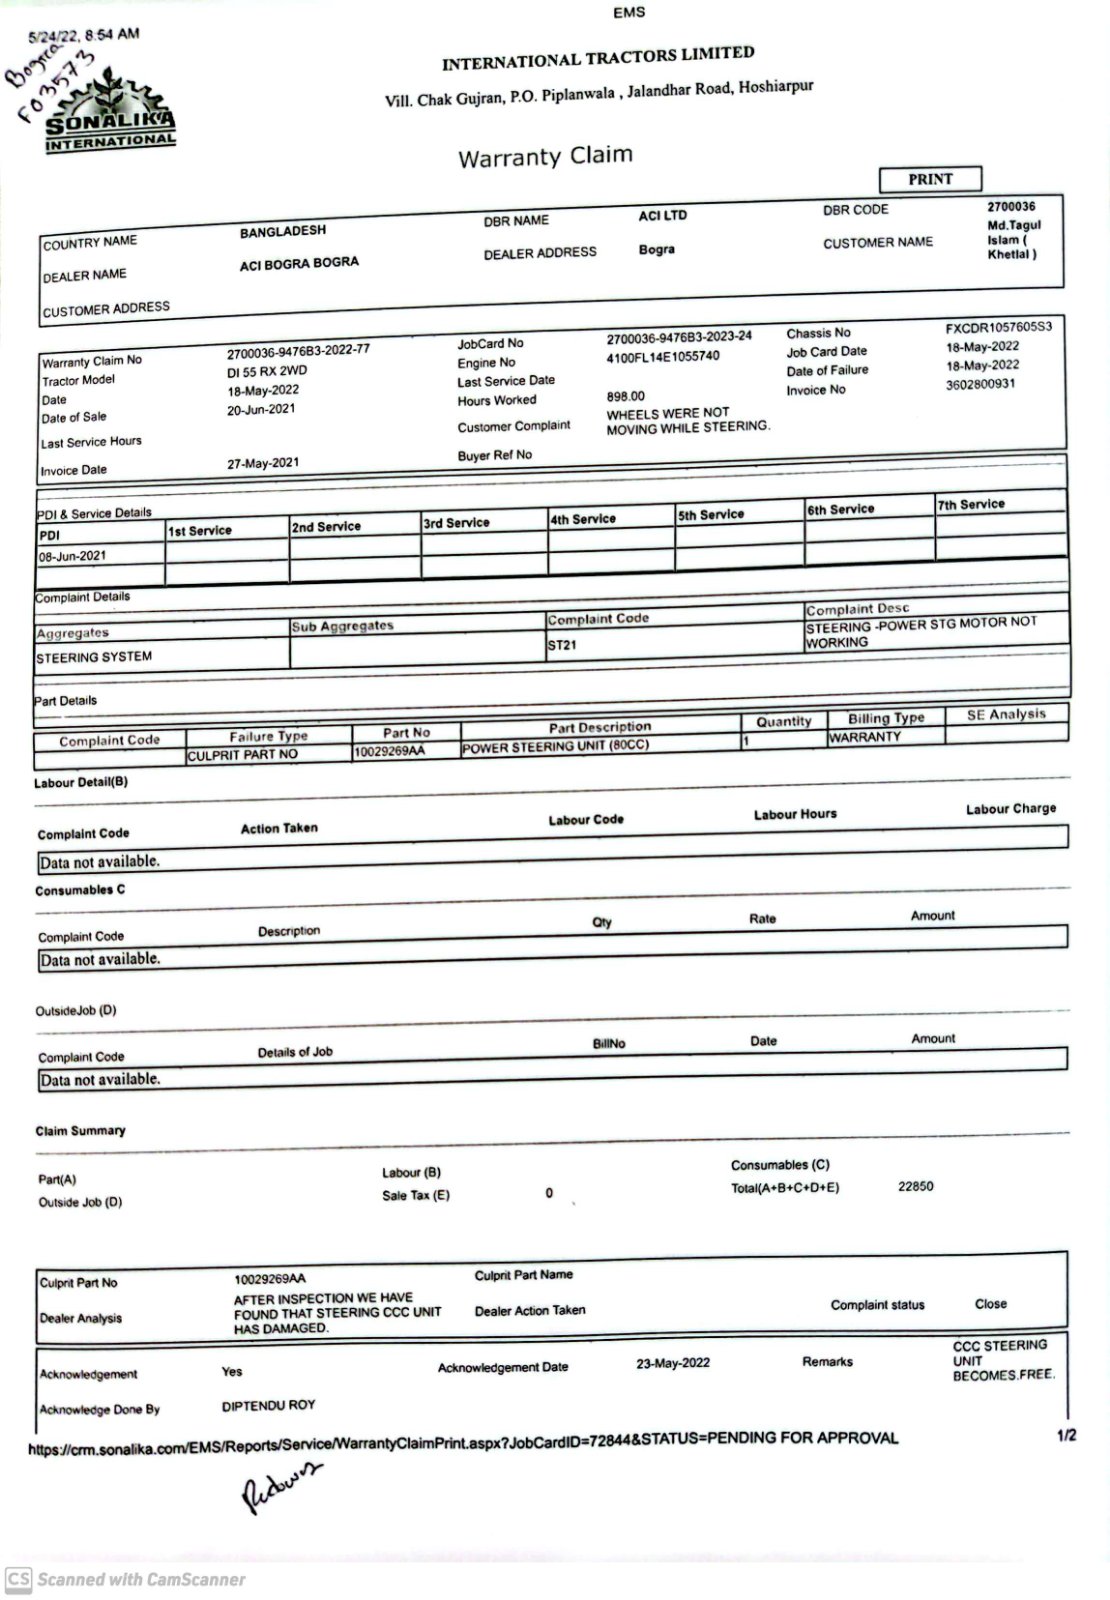 EMS
5/24/22, 8:54 AM
Bogra
F03573
SONALIKA
INTERNATIONAL
INTERNATIONAL TRACTORS LIMITED
Vill. Chak Gujran, P.O. Piplanwala , Jalandhar Road, Hoshiarpur
Warranty Claim
PRINT
COUNTRY NAME BANGLADESH DBR NAME ACI LTD DBR CODE 2700036
DEALER NAME ACI BOGRA BOGRA DEALER ADDRESS Bogra CUSTOMER NAME Md.Tagul
Islam (
Khetlal )
CUSTOMER ADDRESS
Warranty Claim No 2700036-9476B3-2022-77 JobCard No 2700036-9476B3-2023-24 Chassis No FXCDR1057605S3
Tractor Model DI 55 RX 2WD Engine No 4100FL14E1055740 Job Card Date 18-May-2022
Date 18-May-2022 Last Service Date Date of Failure 18-May-2022
Date of Sale 20-Jun-2021 Hours Worked 898.00 Invoice No 3602800931
Last Service Hours Customer Complaint WHEELS WERE NOT
MOVING WHILE STEERING.
Invoice Date 27-May-2021 Buyer Ref No
PDI & Service Details
PDI 1st Service 2nd Service 3rd Service 4th Service 5th Service 6th Service 7th Service
08-Jun-2021
Complaint Details
Aggregates Sub Aggregates Complaint Code Complaint Desc
STEERING SYSTEM ST21 STEERING -POWER STG MOTOR NOT
WORKING
Part Details
Complaint Code Failure Type Part No Part Description Quantity Billing Type SE Analysis
CULPRIT PART NO 10029269AA POWER STEERING UNIT (80CC) 1 WARRANTY
Labour Detail(B)
Complaint Code Action Taken Labour Code Labour Hours Labour Charge
Data not available.
Consumables C
Complaint Code Description Qty Rate Amount
Data not available.
OutsideJob (D)
Complaint Code Details of Job BillNo Date Amount
Data not available.
Claim Summary
Part(A) Labour (B) Consumables (C)
Outside Job (D) Sale Tax (E) 0 Total(A+B+C+D+E) 22850
Culprit Part No 10029269AA Culprit Part Name
Dealer Analysis AFTER INSPECTION WE HAVE
FOUND THAT STEERING CCC UNIT
HAS DAMAGED. Dealer Action Taken Complaint status Close
Acknowledgement Yes Acknowledgement Date 23-May-2022 Remarks CCC STEERING
UNIT
BECOMES.FREE.
Acknowledge Done By DIPTENDU ROY
https://crm.sonalika.com/EMS/Reports/Service/WarrantyClaimPrint.aspx?JobCardID=72844&STATUS=PENDING FOR APPROVAL 1/2
CS Scanned with CamScanner